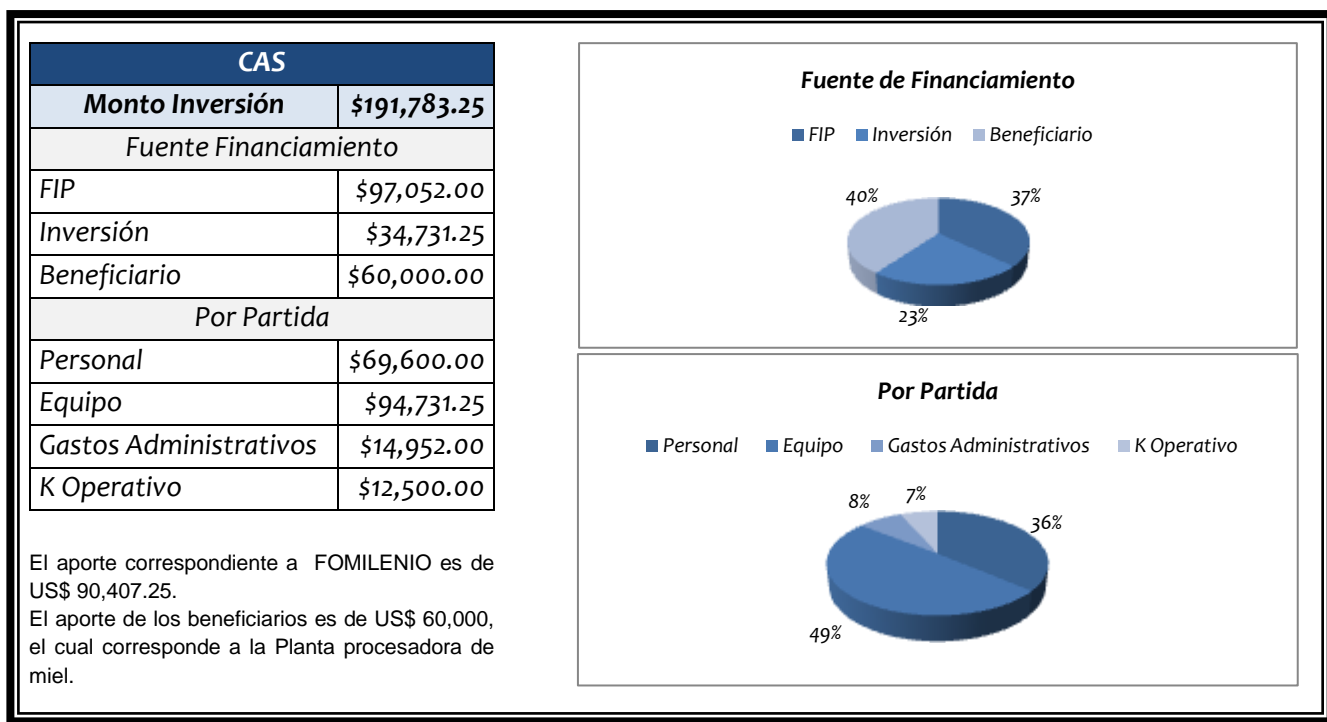 CAS
Monto Inversión $191,783.25
Fuente Financiamiento
FIP $97,052.00
Inversión $34,731.25
Beneficiario $60,000.00
Por Partida
Personal $69,600.00
Equipo $94,731.25
Gastos Administrativos $14,952.00
K Operativo $12,500.00
El aporte correspondiente a FOMILENIO es de
US$ 90,407.25.
El aporte de los beneficiarios es de US$ 60,000,
el cual corresponde a la Planta procesadora de
miel.
Fuente de Financiamiento
FIP Inversión Beneficiario
40% 37%
23%
Por Partida
Personal Equipo Gastos Administrativos K Operativo
8% 7% 36%
49%